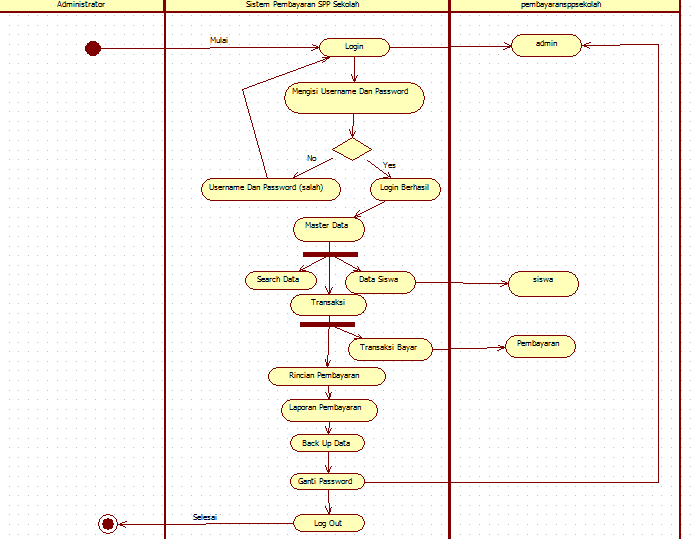 Administrator
Sistem Pembayaran SPP Sekolah
pembayaransppsekolah
Mulai
Login
admin
Mengisi Username Dan Password
No
Yes
Username Dan Password (salah)
Login Berhasil
Master Data
Search Data
Data Siswa
siswa
Transaksi
Transaksi Bayar
Pembayaran
Rincian Pembayaran
Laporan Pembayaran
Back Up Data
Ganti Password
Selesai
Log Out